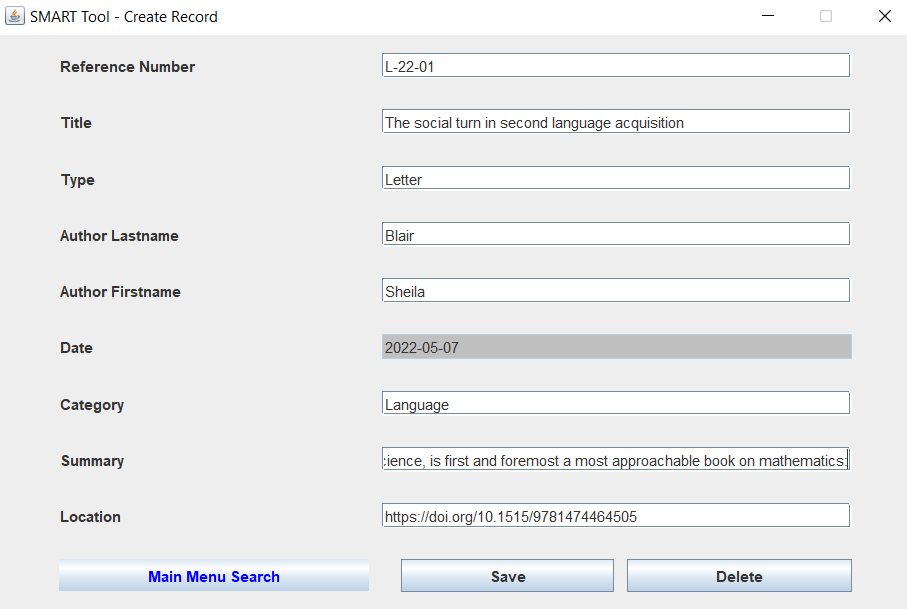 SMART Tool - Create Record
Reference Number L-22-01
Title The social turn in second language acquisition
Type Letter
Author Lastname Blair
Author Firstname Sheila
Date 2022-05-07
Category Language
Summary is first and foremost a most approachable book on mathematics:
Location https://doi.org/10.1515/9781474464505
Main Menu Search Save Delete